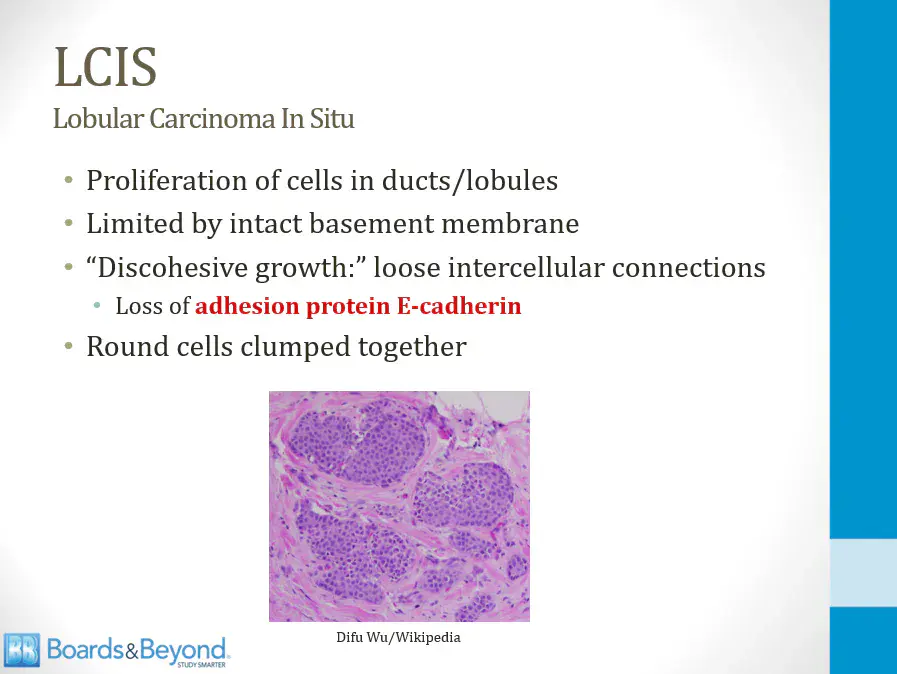 LCIS
Lobular Carcinoma In Situ
• Proliferation of cells in ducts/lobules
• Limited by intact basement membrane
• “Discohesive growth:” loose intercellular connections
• Loss of adhesion protein E-cadherin
• Round cells clumped together
Difu Wu/Wikipedia
BB Boards&Beyond.
STUDY SMARTER